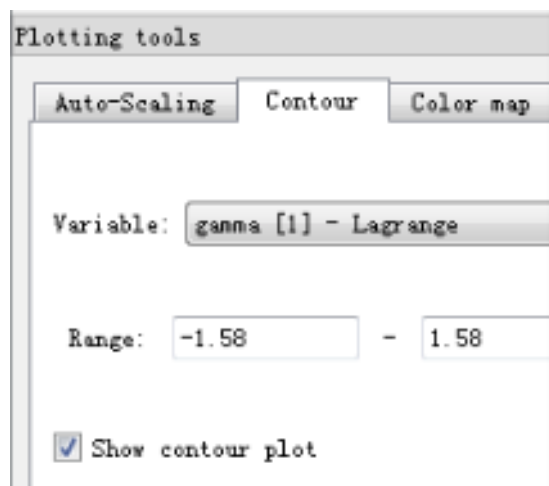 Plotting tools
Auto-Scaling Contour Color map
Variable: gamma [1] - Lagrange
Range: -1.58 - 1.58
Show contour plot